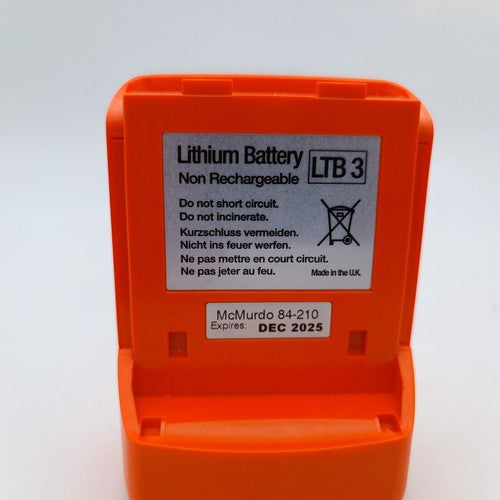 Lithium Battery
Non Rechargeable
LTB 3
Do not short circuit.
Do not incinerate.
Kurzschluss vermeiden.
Nicht ins feuer werfen.
Ne pas mettre en court circuit.
Ne pas jeter au feu.
Made in the U.K.
McMurdo 84-210
Expires: DEC 2025